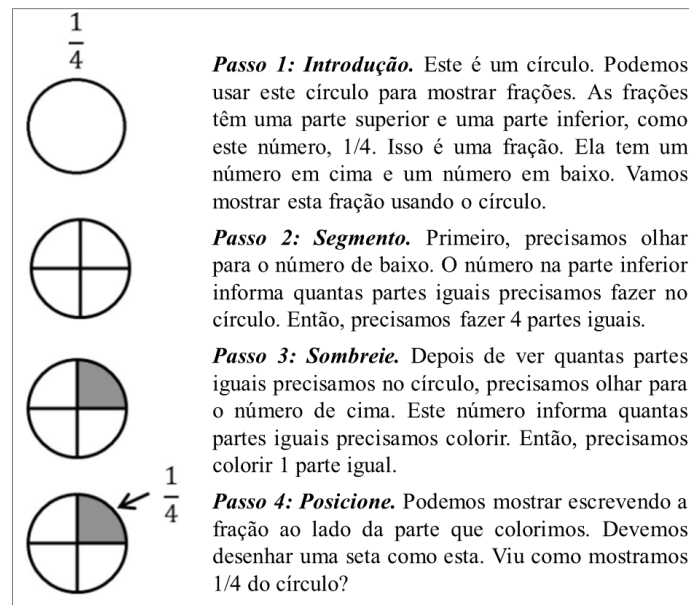 1
4
Passo 1: Introdução. Este é um círculo. Podemos
usar este círculo para mostrar frações. As frações
têm uma parte superior e uma parte inferior, como
este número, 1/4. Isso é uma fração. Ela tem um
número em cima e um número em baixo. Vamos
mostrar esta fração usando o círculo.
Passo 2: Segmento. Primeiro, precisamos olhar
para o número de baixo. O número na parte inferior
informa quantas partes iguais precisamos fazer no
círculo. Então, precisamos fazer 4 partes iguais.
Passo 3: Sombreie. Depois de ver quantas partes
iguais precisamos no círculo, precisamos olhar para
o número de cima. Este número informa quantas
partes iguais precisamos colorir. Então, precisamos
colorir 1 parte igual.
1
4
Passo 4: Posicione. Podemos mostrar escrevendo a
fração ao lado da parte que colorimos. Devemos
desenhar uma seta como esta. Viu como mostramos
1/4 do círculo?